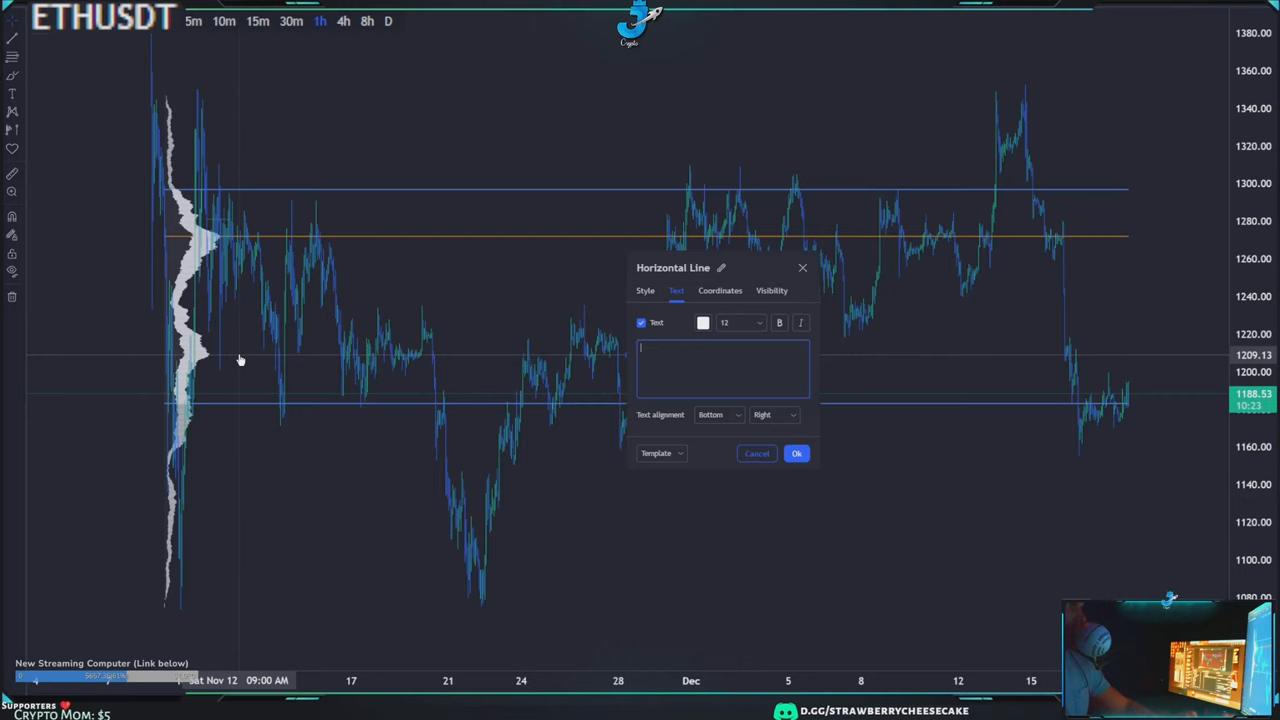 ETHUSDT
5m 10m 15m 30m 1h 4h 8h D
Crypto
1380.00
1360.00
1340.00
1320.00
1300.00
1280.00
1260.00
1240.00
1220.00
1209.13
1200.00
1188.53
10:23
1160.00
1140.00
1120.00
1100.00
1080.00
Horizontal Line
Style Text Coordinates Visibility
Text 12 B I
Text alignment Bottom Right
Template Cancel Ok
New Streaming Computer (Link below)
4 7 Sat Nov 12 09:00 AM 17 21 24 28 Dec 5 8 12 15
SUPPORTERS
CRYPTO MOM: $5
D.GG/STRAWBERRYCHEESECAKE